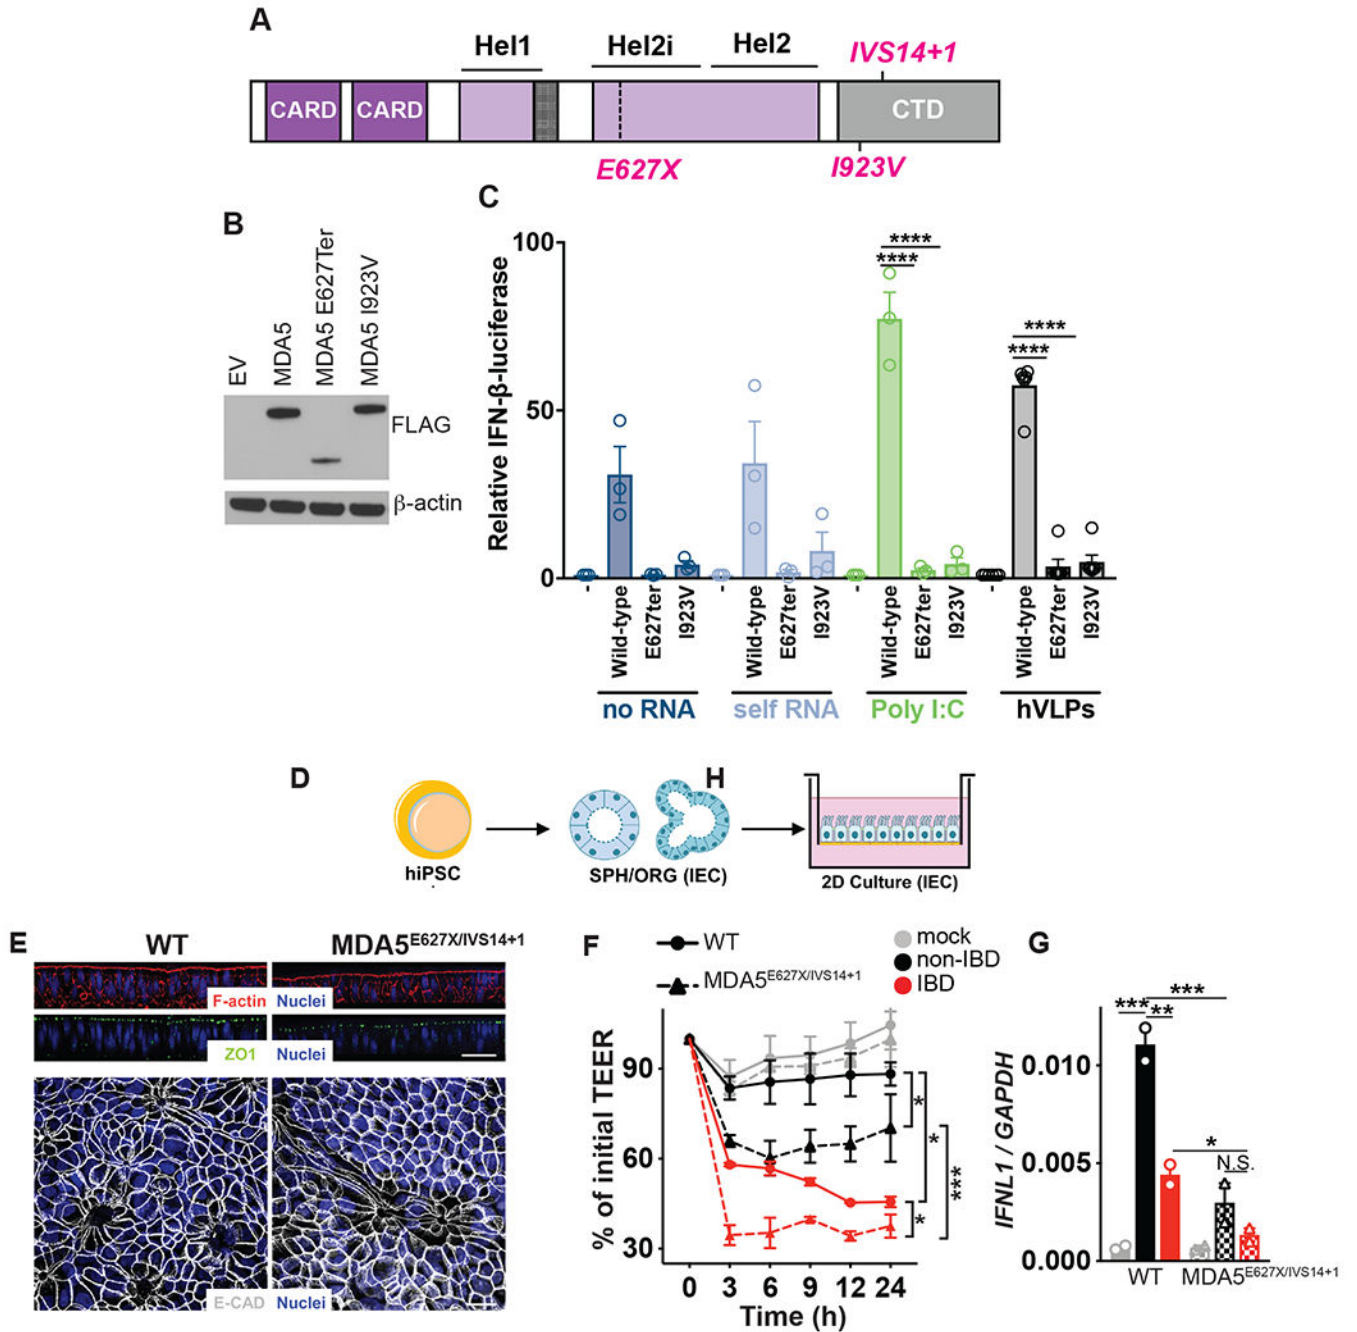 A
Hel1
Hel2i
Hel2
IVS14+1
CARD
CARD
CTD
E627X
I923V
B
EV
MDA5
MDA5 E627Ter
MDA5 I923V
FLAG
β-actin
C
Relative IFN-β-luciferase
100
50
0
-
Wild-type
E627ter
I923V
-
Wild-type
E627ter
I923V
-
Wild-type
E627ter
I923V
-
Wild-type
E627ter
I923V
****
****
****
****
no RNA
self RNA
Poly I:C
hVLPs
D
H
hiPSC
SPH/ORG (IEC)
2D Culture (IEC)
E
WT
MDA5E627X/IVS14+1
F-actin Nuclei
ZO1 Nuclei
E-CAD Nuclei
F
WT
MDA5E627X/IVS14+1
mock
non-IBD
IBD
% of initial TEER
90
60
30
0 3 6 9 12 24
Time (h)
*
*
*
***
G
IFNL1 / GAPDH
0.010
0.005
0.000
***
***
**
*
N.S.
WT
MDA5E627X/IVS14+1